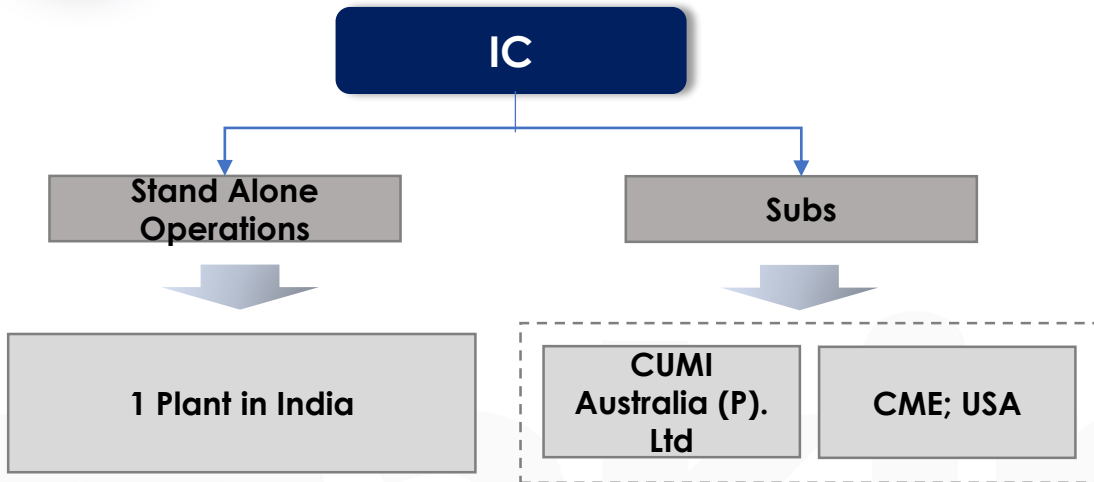 IC
Stand Alone
Operations
Subs
1 Plant in India
CUMI
Australia (P).
Ltd
CME; USA